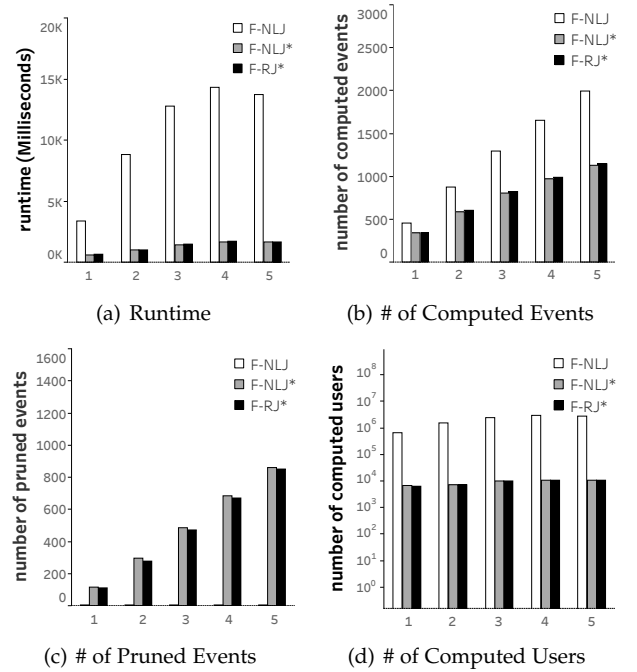 20K
15K
10K
5K
0K
runtime (Milliseconds)
F-NLJ
F-NLJ*
F-RJ*
1 2 3 4 5
(a) Runtime
3000
2500
2000
1500
1000
500
0
number of computed events
F-NLJ
F-NLJ*
F-RJ*
1 2 3 4 5
(b) # of Computed Events
1600
1400
1200
1000
800
600
400
200
0
number of pruned events
F-NLJ
F-NLJ*
F-RJ*
1 2 3 4 5
(c) # of Pruned Events
10⁸
10⁷
10⁶
10⁵
10⁴
10³
10²
10¹
10⁰
number of computed users
F-NLJ
F-NLJ*
F-RJ*
1 2 3 4 5
(d) # of Computed Users